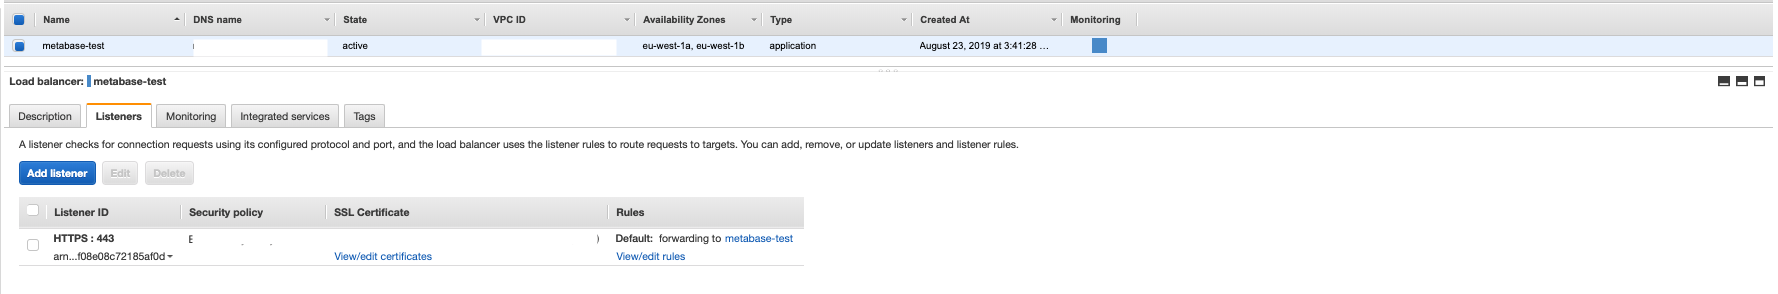 Name DNS name State VPC ID Availability Zones Type Created At Monitoring
metabase-test active eu-west-1a, eu-west-1b application August 23, 2019 at 3:41:28 ...
Load balancer: metabase-test
Description Listeners Monitoring Integrated services Tags
A listener checks for connection requests using its configured protocol and port, and the load balancer uses the listener rules to route requests to targets. You can add, remove, or update listeners and listener rules.
Add listener Edit Delete
Listener ID Security policy SSL Certificate Rules
HTTPS : 443 E ) Default: forwarding to metabase-test
arn...f08e08c72185af0d View/edit certificates View/edit rules